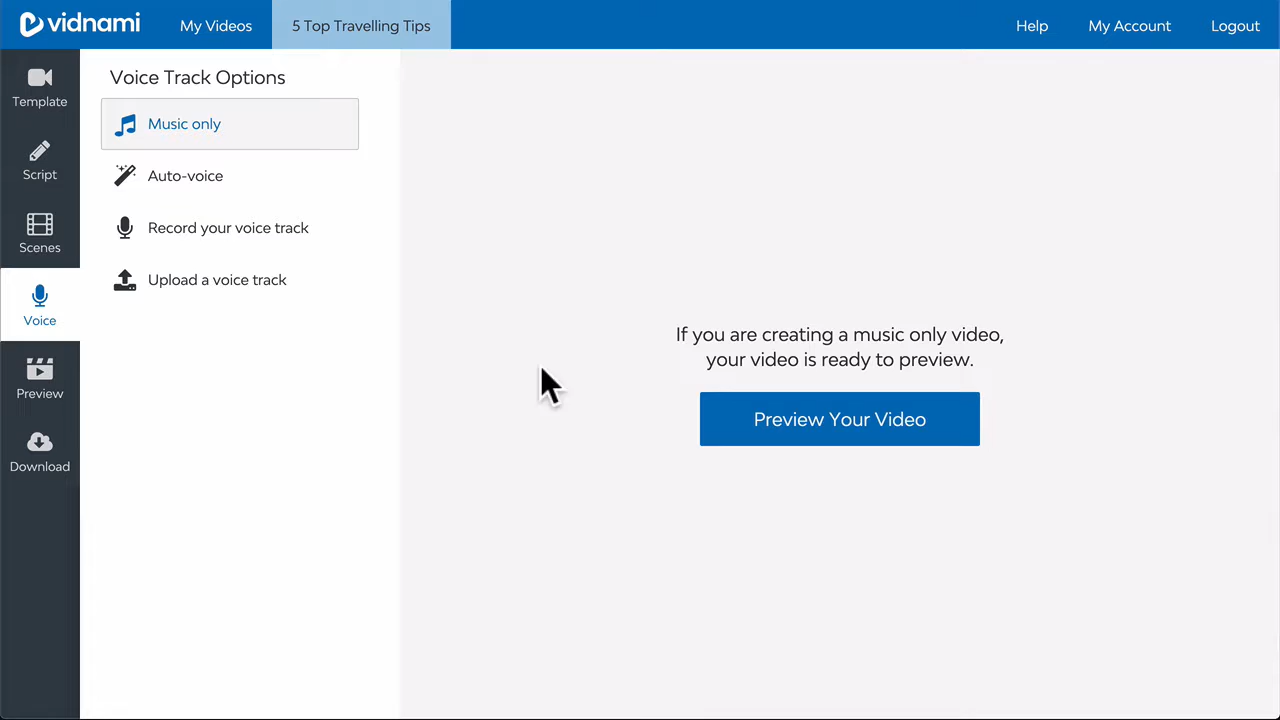 vidnami
My Videos
5 Top Travelling Tips
Help
My Account
Logout
Template
Script
Scenes
Voice
Preview
Download
Voice Track Options
Music only
Auto-voice
Record your voice track
Upload a voice track
If you are creating a music only video,
your video is ready to preview.
Preview Your Video